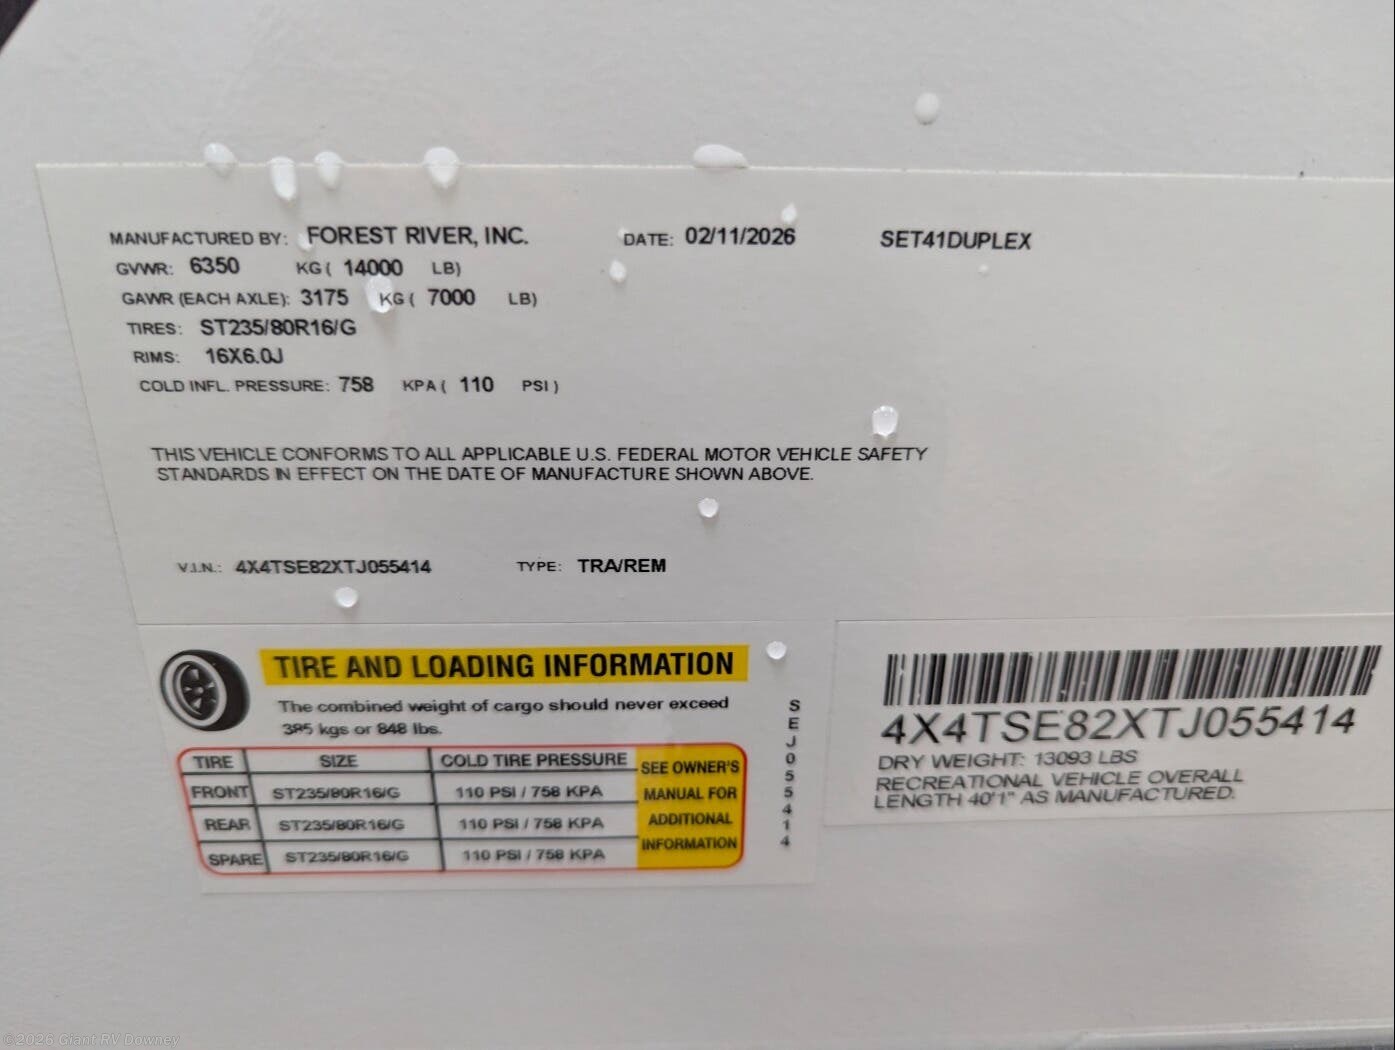 MANUFACTURED BY: FOREST RIVER, INC. DATE: 02/11/2026 SET41DUPLEX
GVWR: 6350 KG ( 14000 LB)
GAWR (EACH AXLE): 3175 KG ( 7000 LB)
TIRES: ST235/80R16/G
RIMS: 16X6.0J
COLD INFL. PRESSURE: 758 KPA ( 110 PSI )
THIS VEHICLE CONFORMS TO ALL APPLICABLE U.S. FEDERAL MOTOR VEHICLE SAFETY
STANDARDS IN EFFECT ON THE DATE OF MANUFACTURE SHOWN ABOVE.
V.I.N.: 4X4TSE82XTJ055414 TYPE: TRA/REM
TIRE AND LOADING INFORMATION
The combined weight of cargo should never exceed
385 kgs or 848 lbs.
TIRE SIZE COLD TIRE PRESSURE
FRONT ST235/80R16/G 110 PSI / 758 KPA
REAR ST235/80R16/G 110 PSI / 758 KPA
SPARE ST235/80R16/G 110 PSI / 758 KPA
SEE OWNER'S
MANUAL FOR
ADDITIONAL
INFORMATION
SEJ055414
4X4TSE82XTJ055414
DRY WEIGHT: 13093 LBS
RECREATIONAL VEHICLE OVERALL
LENGTH 40'1" AS MANUFACTURED.
©2026 Giant RV Downey